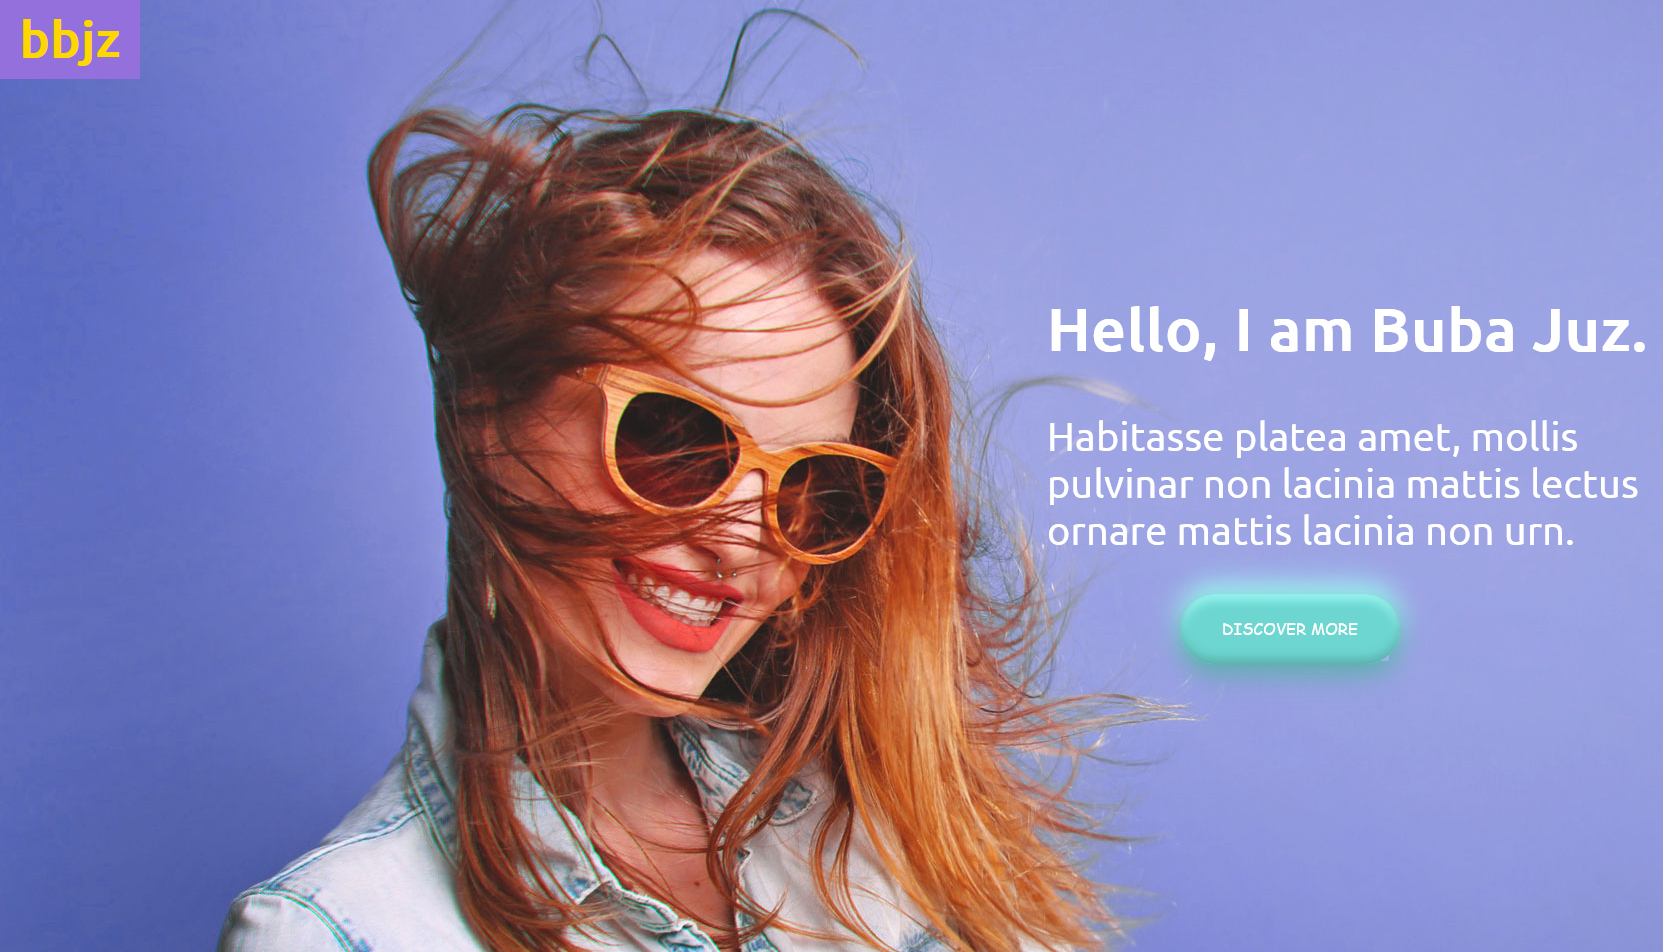 bbjz
Hello, I am Buba Juz.
Habitasse platea amet, mollis
pulvinar non lacinia mattis lectus
ornare mattis lacinia non urn.
DISCOVER MORE